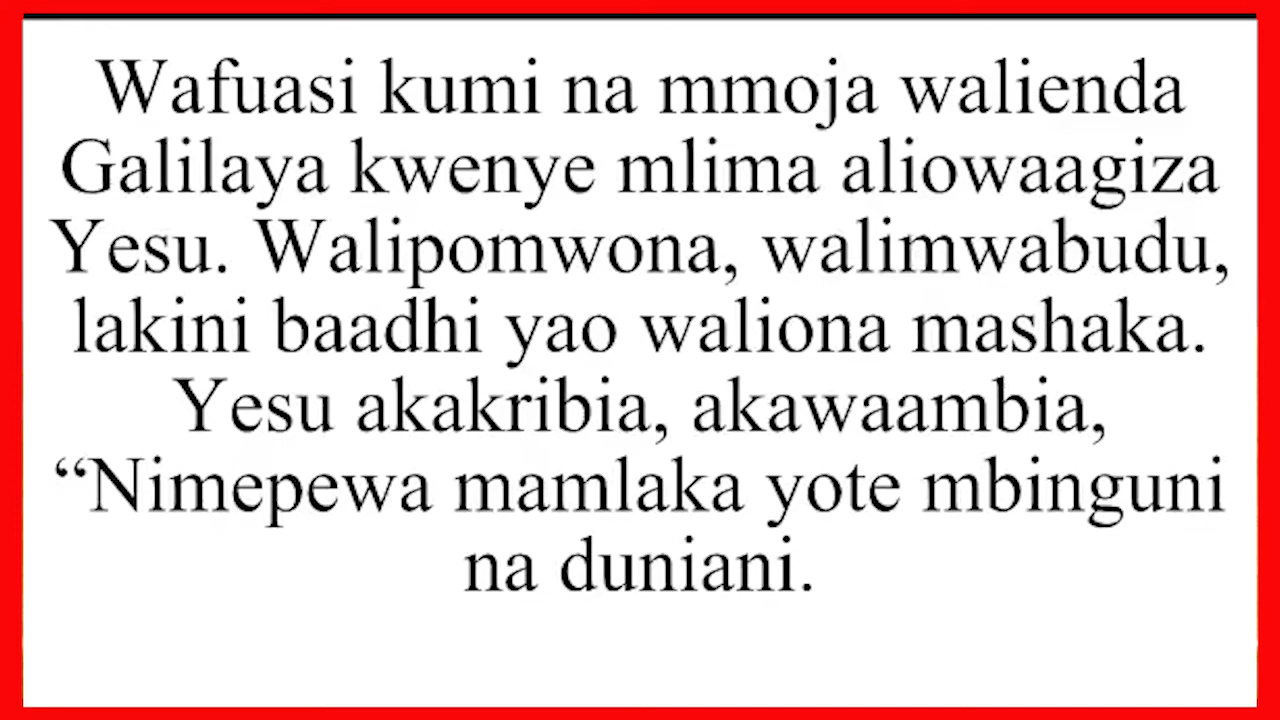 Wafuasi kumi na mmoja walienda
Galilaya kwenye mlima aliowaagiza
Yesu. Walipomwona, walimwabudu,
lakini baadhi yao waliona mashaka.
Yesu akakribia, akawaambia,
“Nimepewa mamlaka yote mbinguni
na duniani.